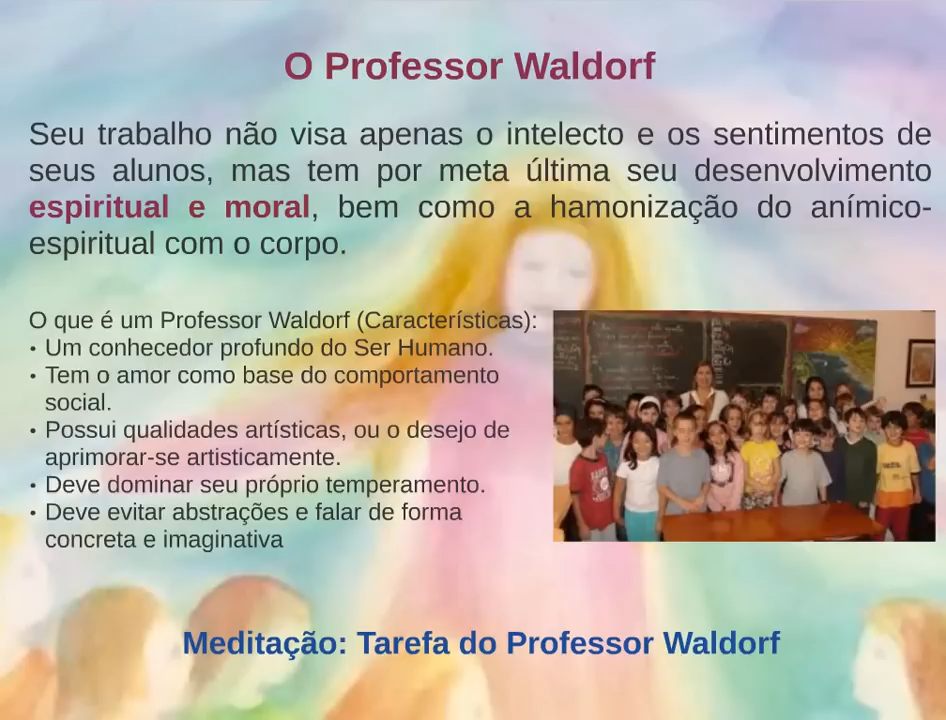 O Professor Waldorf
Seu trabalho não visa apenas o intelecto e os sentimentos de
seus alunos, mas tem por meta última seu desenvolvimento
espiritual e moral, bem como a hamonização do anímico-
espiritual com o corpo.
O que é um Professor Waldorf (Características):
• Um conhecedor profundo do Ser Humano.
• Tem o amor como base do comportamento
social.
• Possui qualidades artísticas, ou o desejo de
aprimorar-se artisticamente.
• Deve dominar seu próprio temperamento.
• Deve evitar abstrações e falar de forma
concreta e imaginativa
Meditação: Tarefa do Professor Waldorf